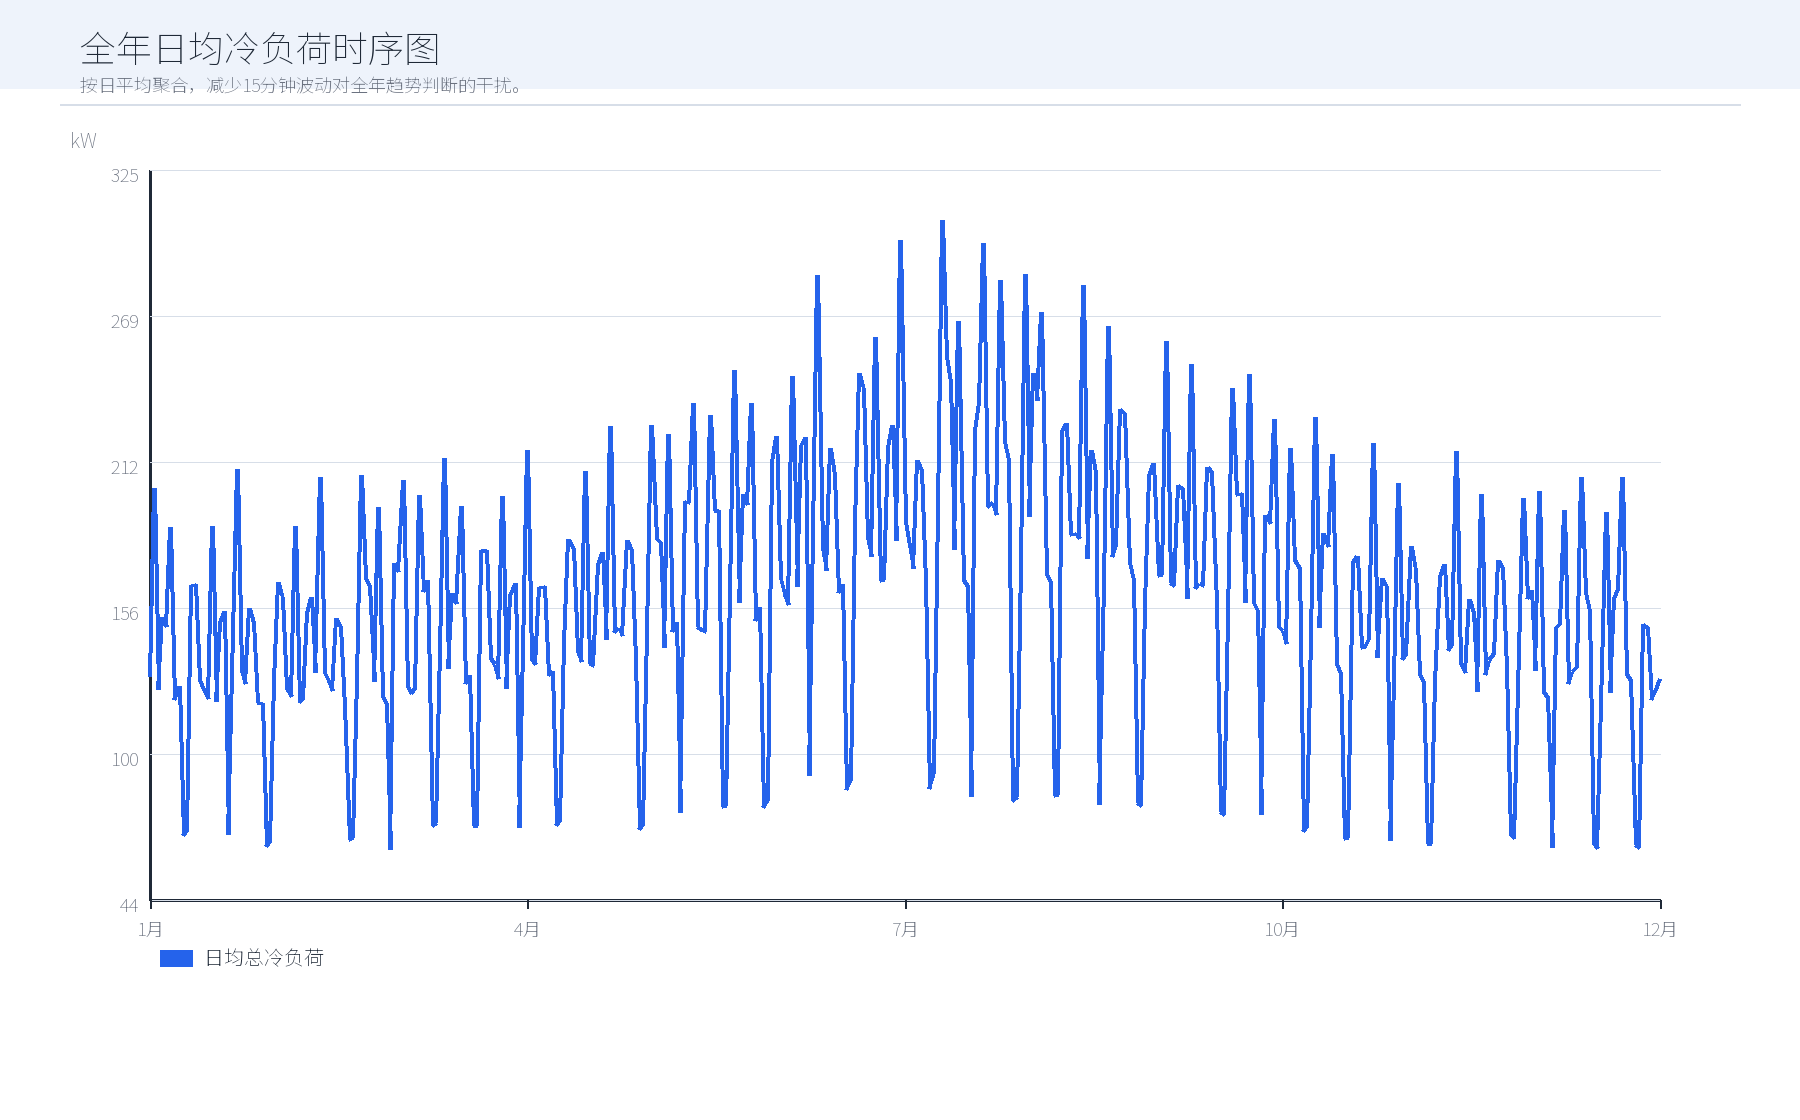 全年日均冷负荷时序图
按日平均聚合，减少15分钟波动对全年趋势判断的干扰。
kW
325
269
212
156
100
44
1月 4月 7月 10月 12月
日均总冷负荷